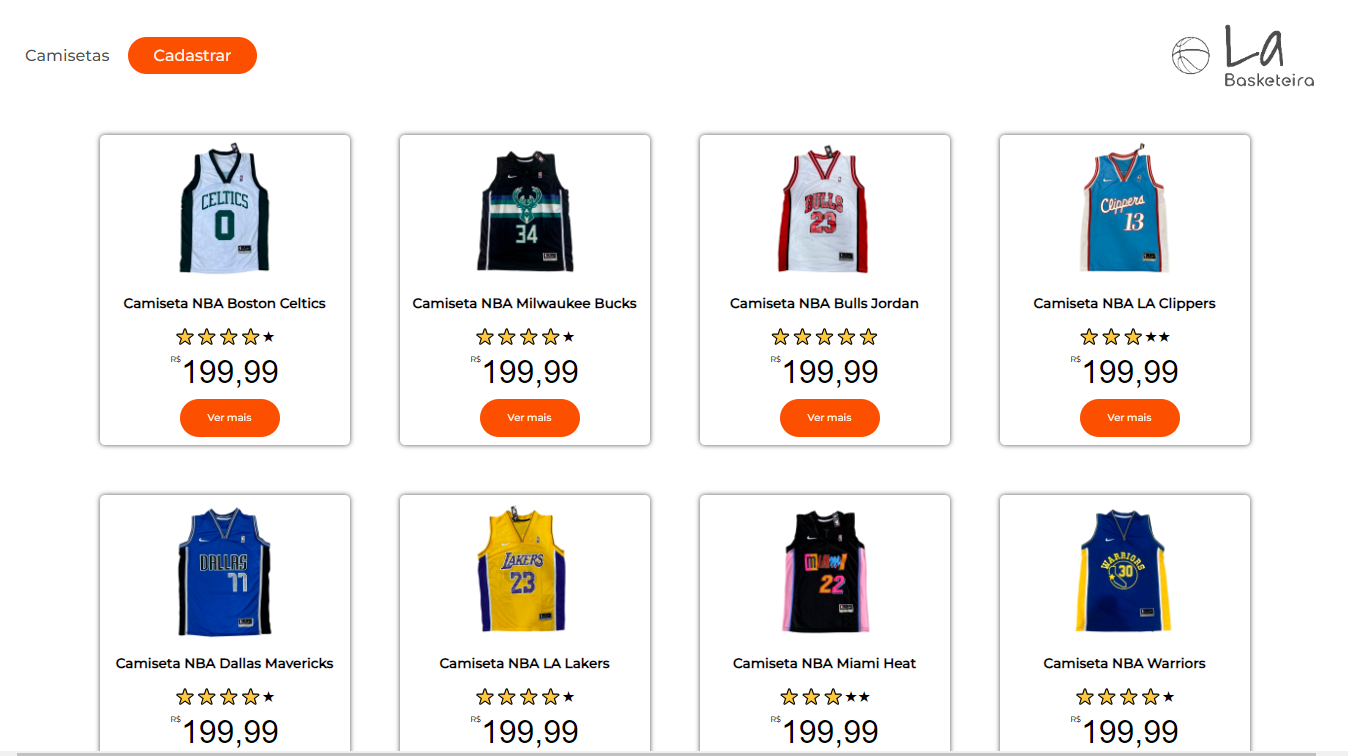 Camisetas
Cadastrar
La
Basketeira
CELTICS
0
34
BULLS
23
Clippers
13
Camiseta NBA Boston Celtics
Camiseta NBA Milwaukee Bucks
Camiseta NBA Bulls Jordan
Camiseta NBA LA Clippers
R$ 199,99
R$ 199,99
R$ 199,99
R$ 199,99
Ver mais
Ver mais
Ver mais
Ver mais
DALLAS
77
LAKERS
23
MIAMI
22
WARRIORS
30
Camiseta NBA Dallas Mavericks
Camiseta NBA LA Lakers
Camiseta NBA Miami Heat
Camiseta NBA Warriors
R$ 199,99
R$ 199,99
R$ 199,99
R$ 199,99